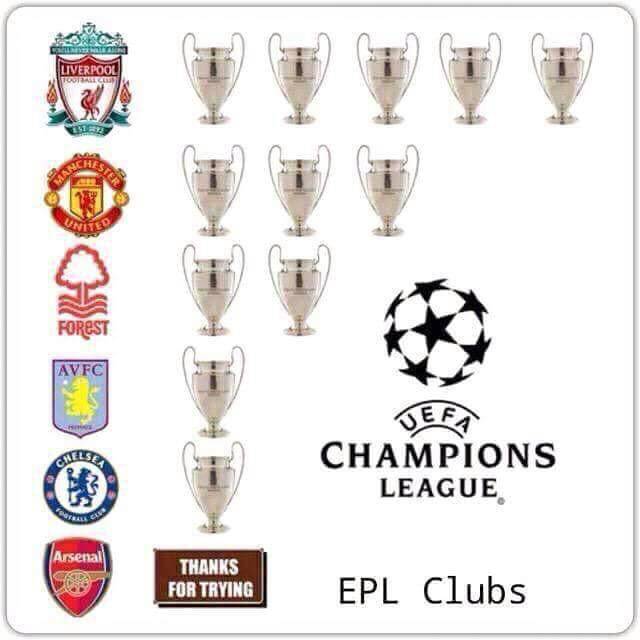 YOU'LL NEVER WALK ALONE
LIVERPOOL
FOOTBALL CLUB
EST·1892
MANCHESTER
UNITED
FOREST
AVFC
CHELSEA
FOOTBALL CLUB
UEFA
CHAMPIONS
LEAGUE
Arsenal
THANKS
FOR TRYING
EPL Clubs